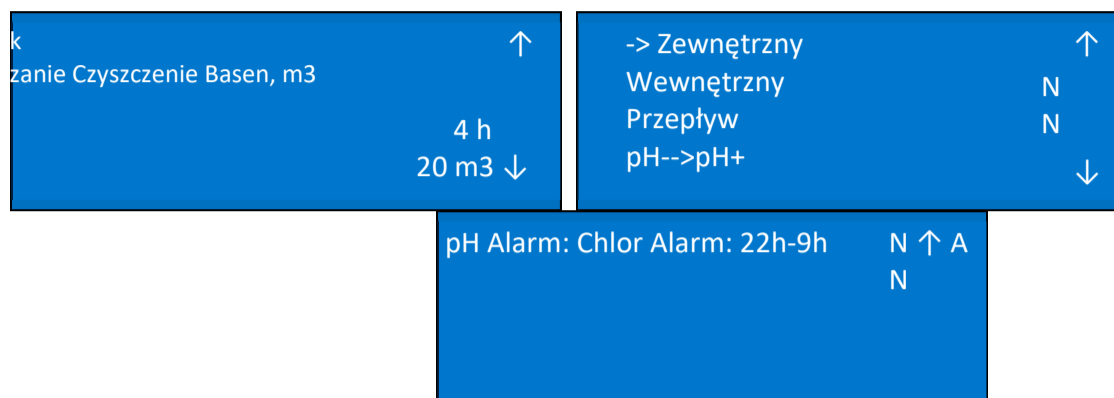 k ↑
zanie Czyszczenie Basen, m3
4 h
20 m3 ↓
-> Zewnętrzny ↑
Wewnętrzny N
Przepływ N
pH-->pH+ ↓
pH Alarm: Chlor Alarm: 22h-9h N ↑ A
N